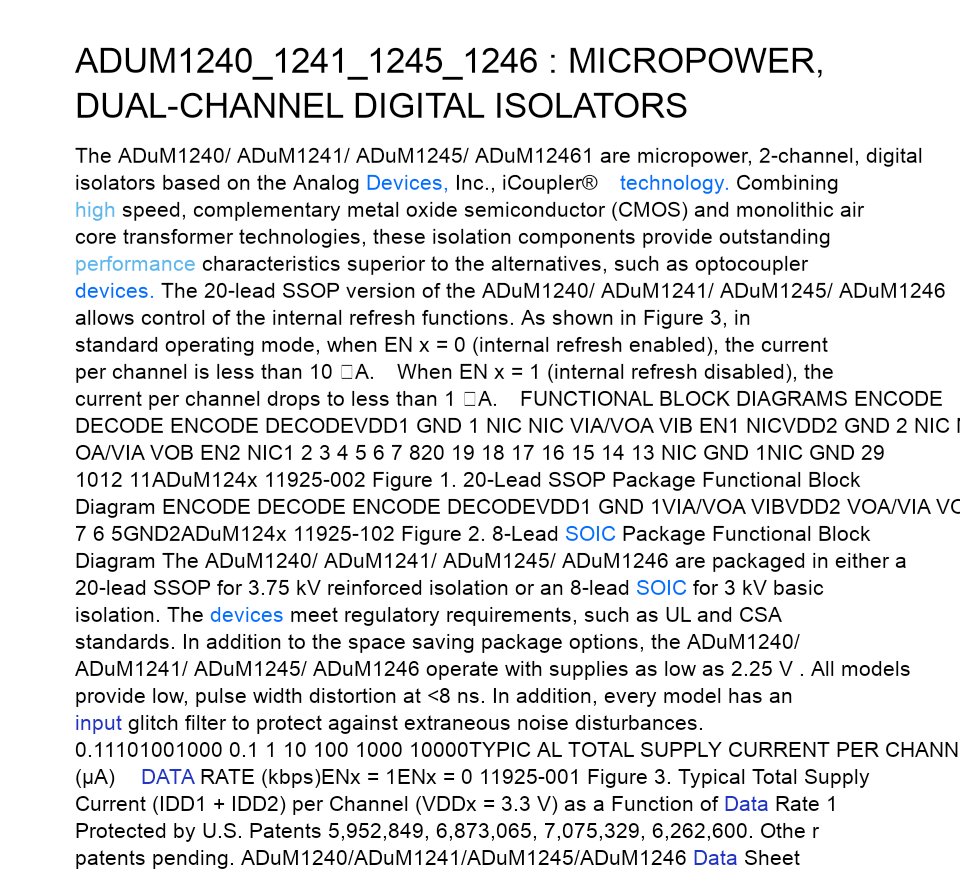 ADUM1240_1241_1245_1246 : MICROPOWER,
DUAL-CHANNEL DIGITAL ISOLATORS
The ADuM1240/ ADuM1241/ ADuM1245/ ADuM12461 are micropower, 2-channel, digital
isolators based on the Analog Devices, Inc., iCoupler® technology. Combining
high speed, complementary metal oxide semiconductor (CMOS) and monolithic air
core transformer technologies, these isolation components provide outstanding
performance characteristics superior to the alternatives, such as optocoupler
devices. The 20-lead SSOP version of the ADuM1240/ ADuM1241/ ADuM1245/ ADuM1246
allows control of the internal refresh functions. As shown in Figure 3, in
standard operating mode, when EN x = 0 (internal refresh enabled), the current
per channel is less than 10 □A. When EN x = 1 (internal refresh disabled), the
current per channel drops to less than 1 □A. FUNCTIONAL BLOCK DIAGRAMS ENCODE
DECODE ENCODE DECODEVDD1 GND 1 NIC NIC VIA/VOA VIB EN1 NICVDD2 GND 2 NIC
OA/VIA VOB EN2 NIC1 2 3 4 5 6 7 820 19 18 17 16 15 14 13 NIC GND 1NIC GND 29
1012 11ADuM124x 11925-002 Figure 1. 20-Lead SSOP Package Functional Block
Diagram ENCODE DECODE ENCODE DECODEVDD1 GND 1VIA/VOA VIBVDD2 VOA/VIA
7 6 5GND2ADuM124x 11925-102 Figure 2. 8-Lead SOIC Package Functional Block
Diagram The ADuM1240/ ADuM1241/ ADuM1245/ ADuM1246 are packaged in either a
20-lead SSOP for 3.75 kV reinforced isolation or an 8-lead SOIC for 3 kV basic
isolation. The devices meet regulatory requirements, such as UL and CSA
standards. In addition to the space saving package options, the ADuM1240/
ADuM1241/ ADuM1245/ ADuM1246 operate with supplies as low as 2.25 V . All models
provide low, pulse width distortion at <8 ns. In addition, every model has an
input glitch filter to protect against extraneous noise disturbances.
0.11101001000 0.1 1 10 100 1000 10000TYPIC AL TOTAL SUPPLY CURRENT PER CHANN
(µA) DATA RATE (kbps)ENx = 1ENx = 0 11925-001 Figure 3. Typical Total Supply
Current (IDD1 + IDD2) per Channel (VDDx = 3.3 V) as a Function of Data Rate 1
Protected by U.S. Patents 5,952,849, 6,873,065, 7,075,329, 6,262,600. Othe r
patents pending. ADuM1240/ADuM1241/ADuM1245/ADuM1246 Data Sheet